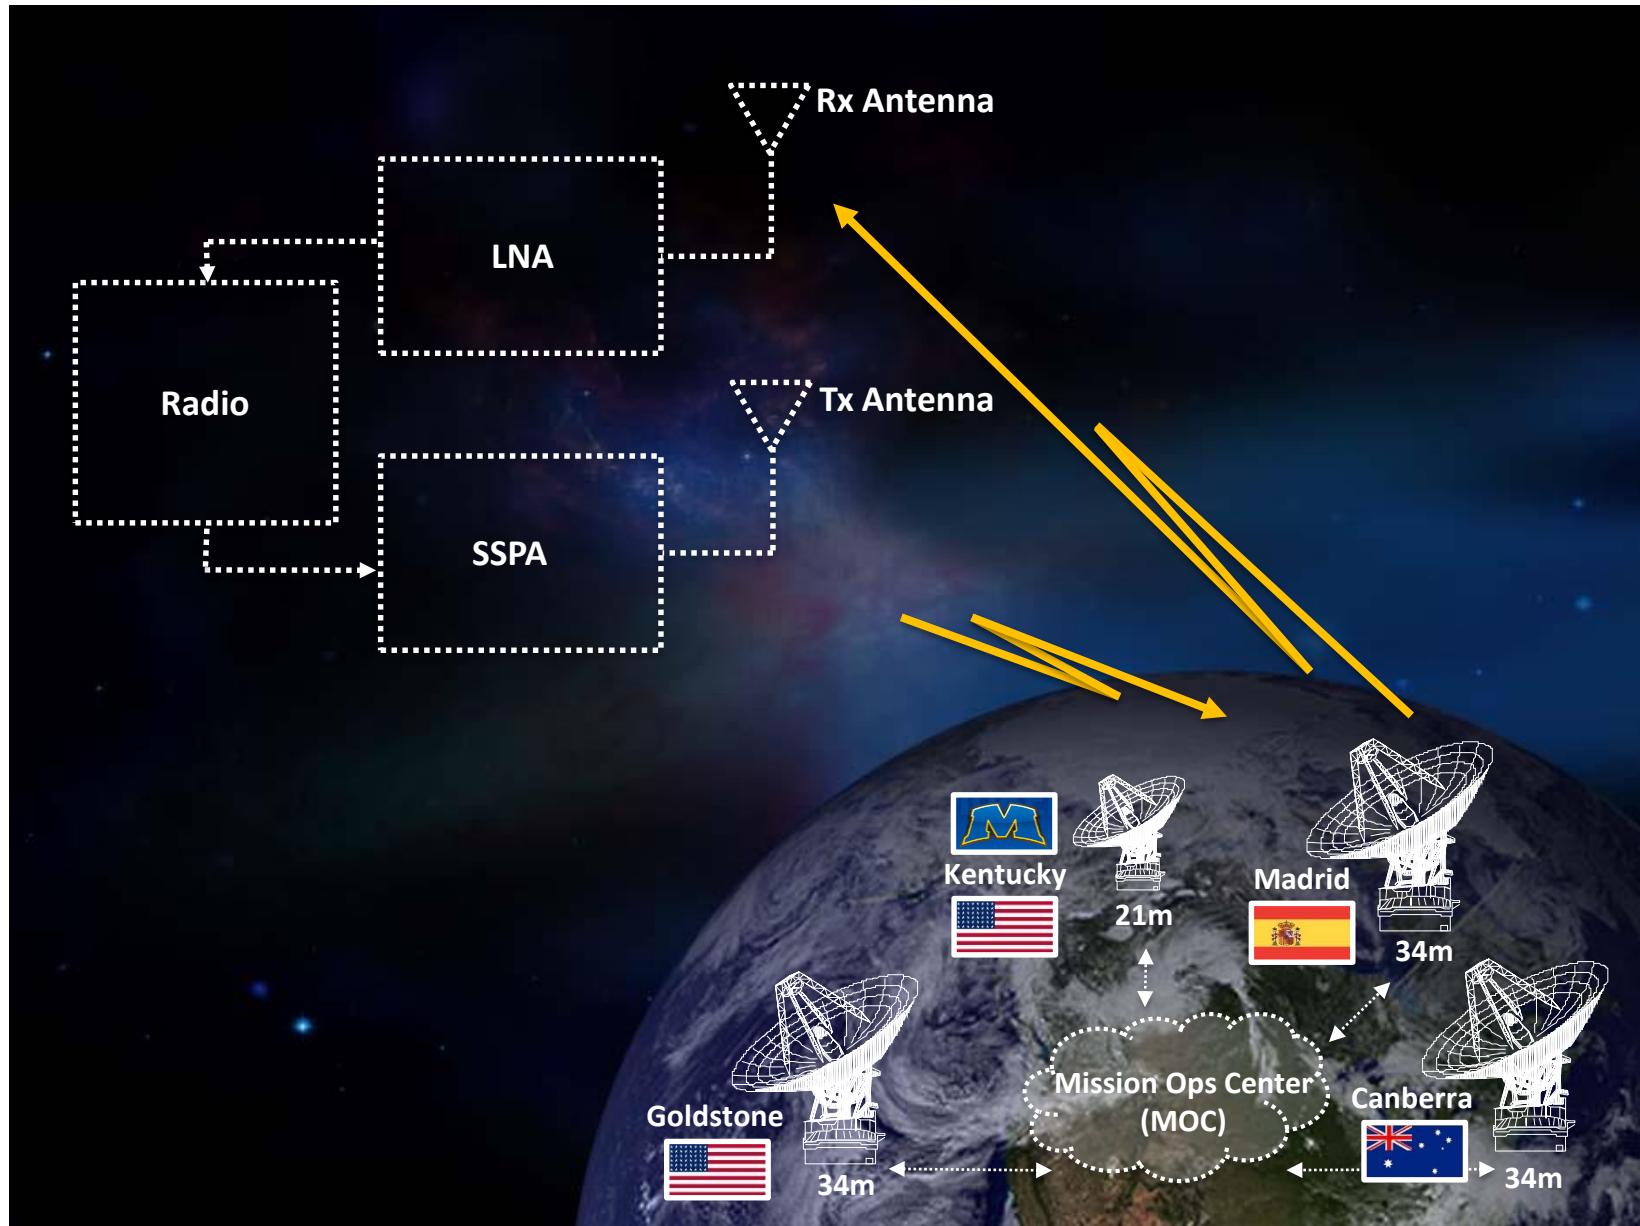 Rx Antenna
LNA
Radio
Tx Antenna
SSPA
M
Kentucky
21m
Madrid
34m
Mission Ops Center
(MOC)
Goldstone
34m
Canberra
34m